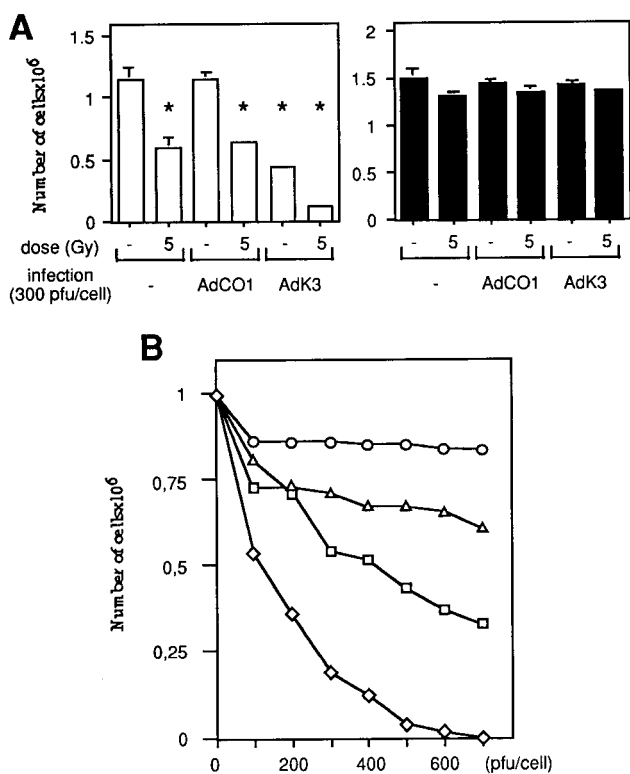 A
Number of cellsx10⁶
1.5
1
0.5
0
* * * *
2
1.5
1
0.5
0
dose (Gy) - 5 - 5 - 5
- 5 - 5 - 5
infection
(300 pfu/cell) - AdCO1 AdK3
- AdCO1 AdK3
B
Number of cellsx10⁶
1
0,75
0,5
0,25
0
0 200 400 600 (pfu/cell)